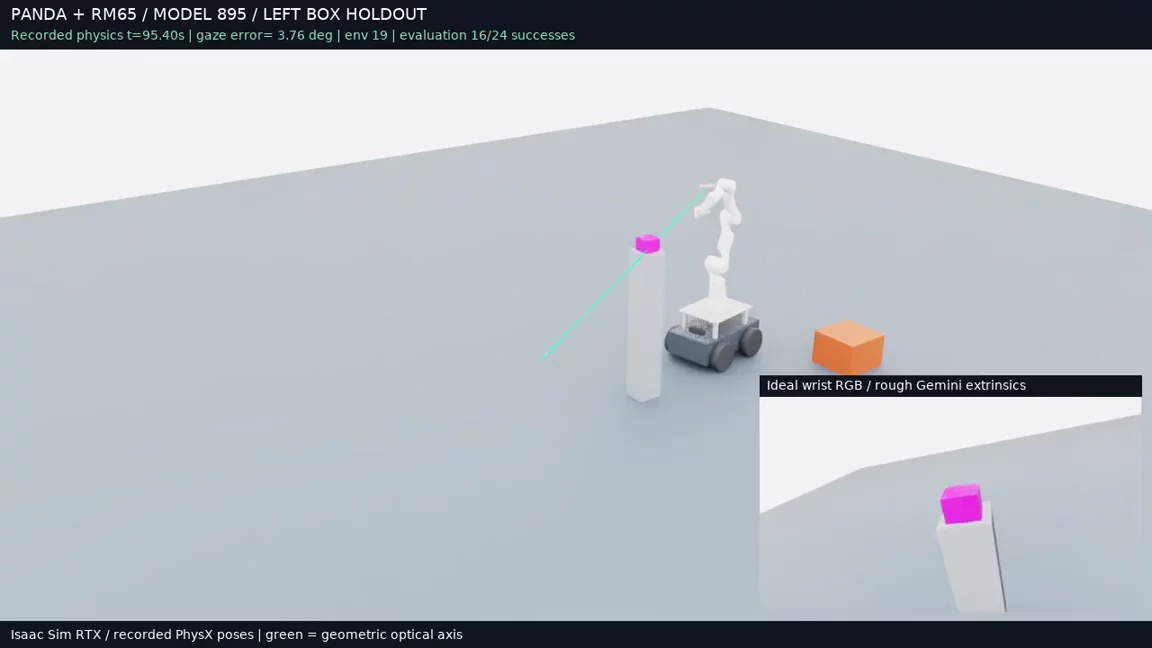 PANDA + RM65 / MODEL 895 / LEFT BOX HOLDOUT
Recorded physics t=95.40s | gaze error= 3.76 deg | env 19 | evaluation 16/24 successes
Ideal wrist RGB / rough Gemini extrinsics
Isaac Sim RTX / recorded PhysX poses | green = geometric optical axis